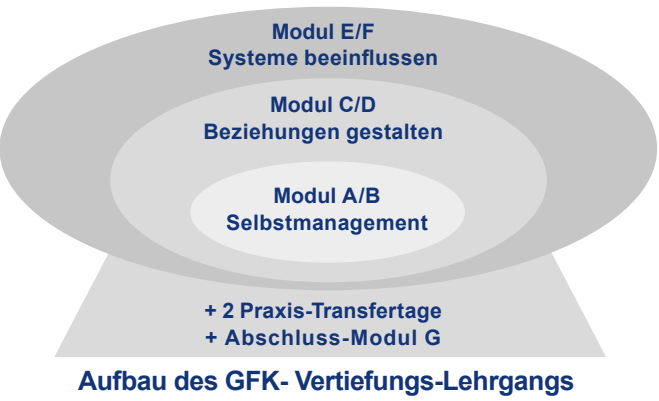 Modul E/F
Systeme beeinflussen
Modul C/D
Beziehungen gestalten
Modul A/B
Selbstmanagement
+ 2 Praxis-Transfertage
+ Abschluss-Modul G
Aufbau des GFK- Vertiefungs-Lehrgangs